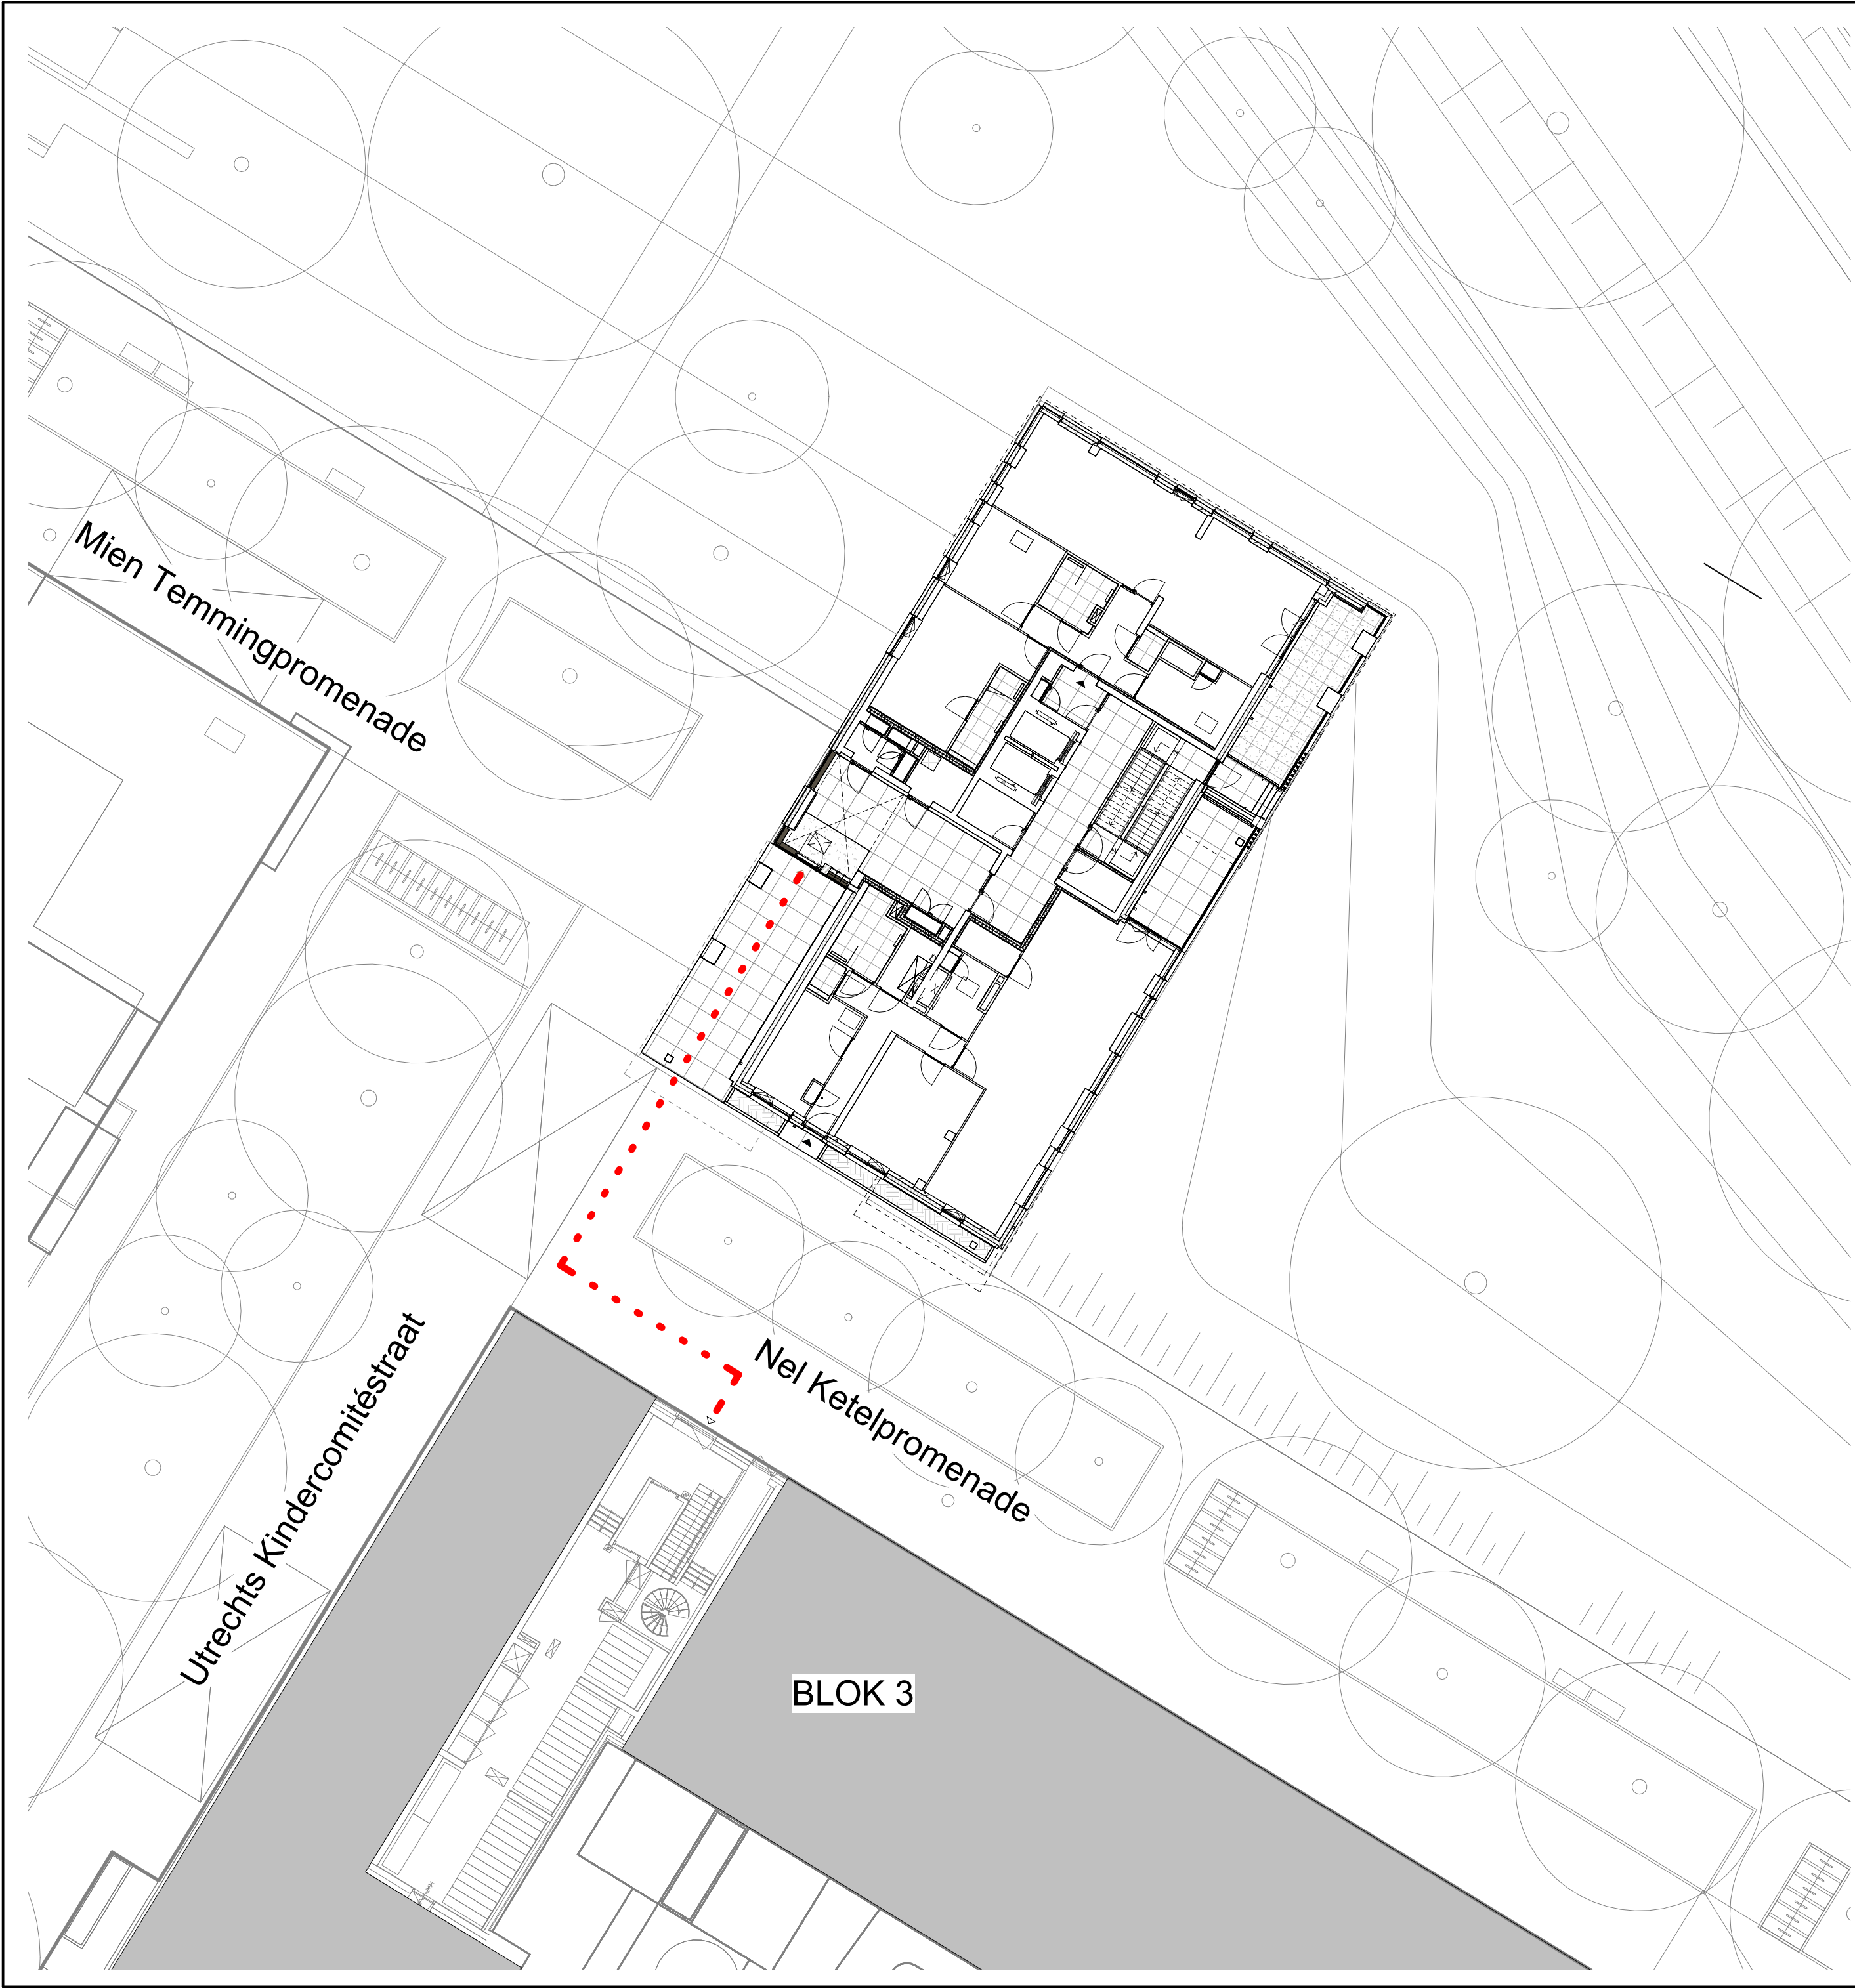 Mien Temmingpromenade
Nel Ketelpromenade
Utrechts Kindercomitéstraat
BLOK 3